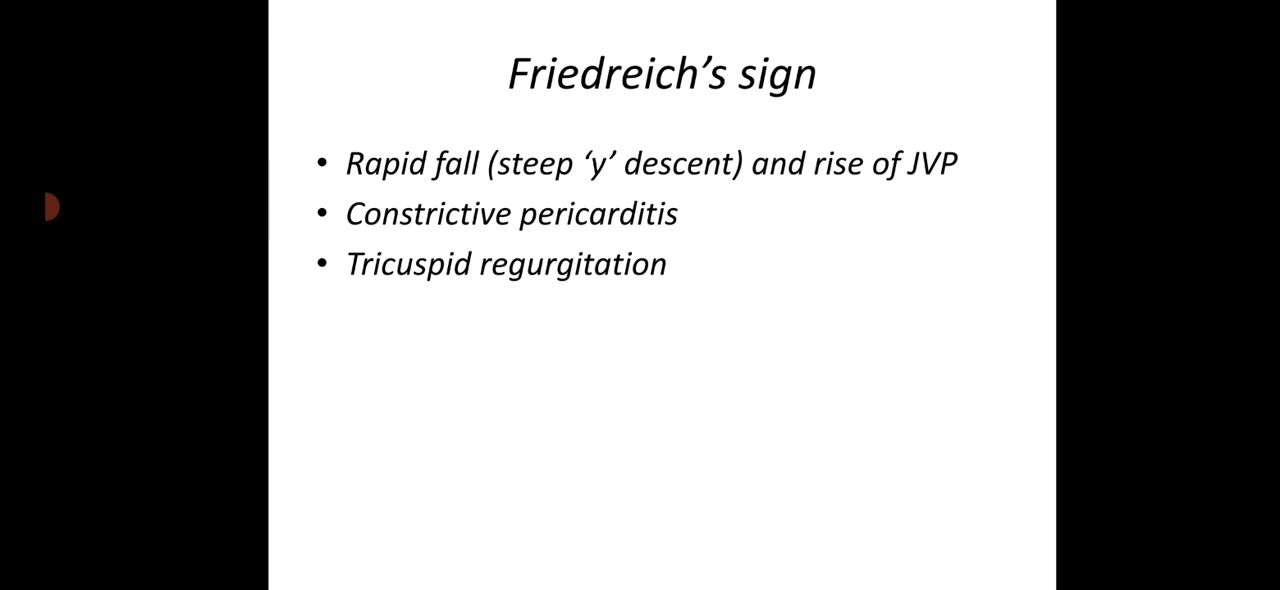 Friedreich’s sign
• Rapid fall (steep ‘y’ descent) and rise of JVP
• Constrictive pericarditis
• Tricuspid regurgitation